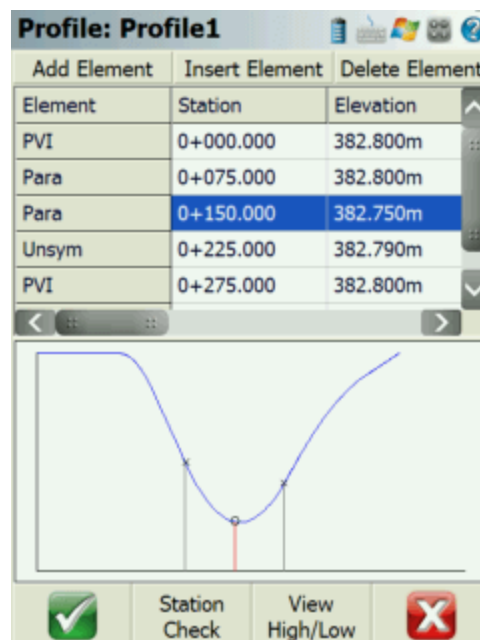 Profile: Profile1
Add Element Insert Element Delete Element
Element Station Elevation
PVI 0+000.000 382.800m
Para 0+075.000 382.800m
Para 0+150.000 382.750m
Unsym 0+225.000 382.790m
PVI 0+275.000 382.800m
Station Check
View High/Low